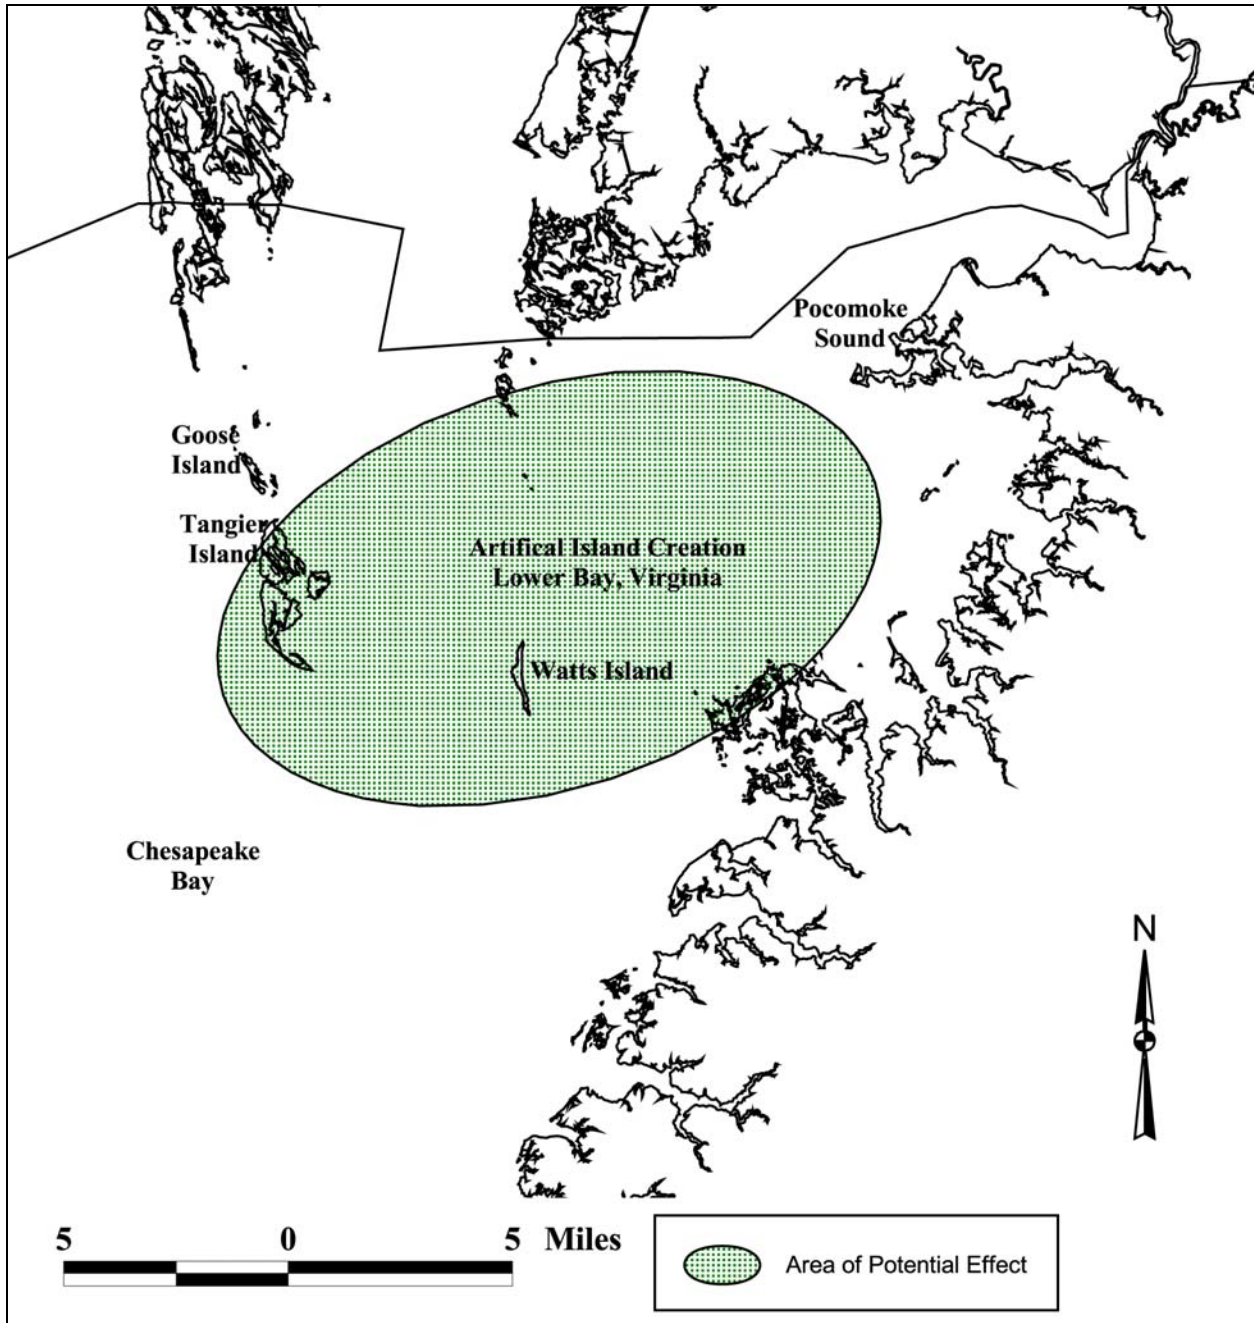 Pocomoke
Sound
Goose
Island
Tangier
Island
Artifical Island Creation
Lower Bay, Virginia
Watts Island
Chesapeake
Bay
N
5 0 5 Miles
Area of Potential Effect